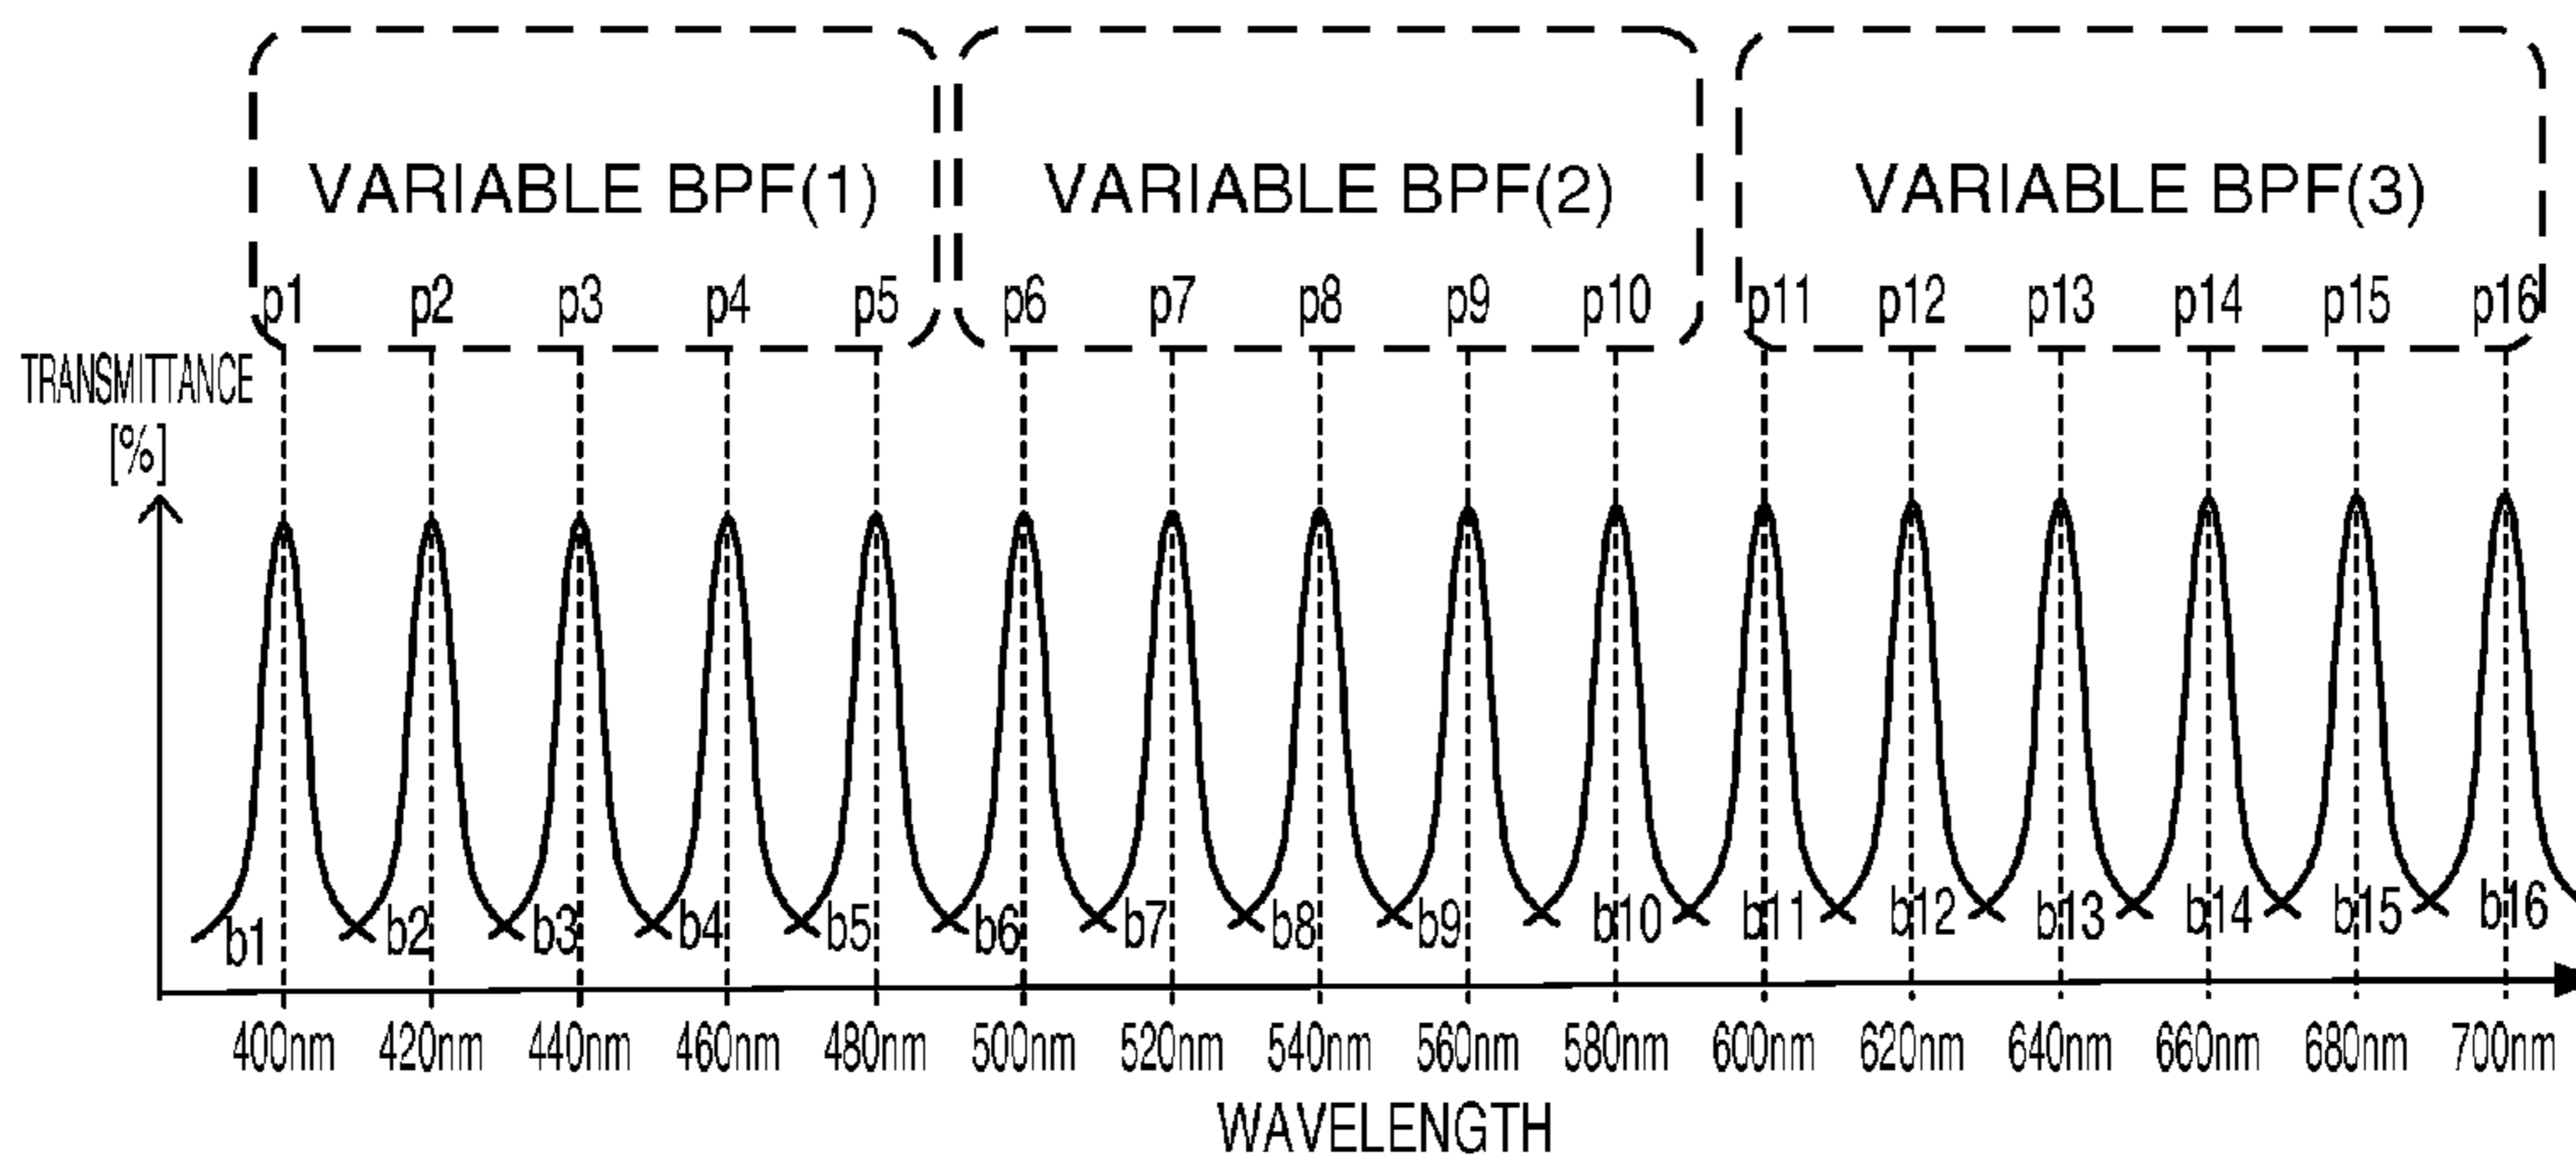 VARIABLE BPF(1) VARIABLE BPF(2) VARIABLE BPF(3)
p1 p2 p3 p4 p5 p6 p7 p8 p9 p10 p11 p12 p13 p14 p15 p16
TRANSMITTANCE
[%]
b1 b2 b3 b4 b5 b6 b7 b8 b9 b10 b11 b12 b13 b14 b15 b16
400nm 420nm 440nm 460nm 480nm 500nm 520nm 540nm 560nm 580nm 600nm 620nm 640nm 660nm 680nm 700nm
WAVELENGTH